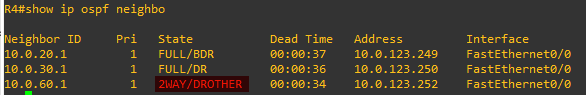 R4#show ip ospf neighbo
Neighbor ID Pri State Dead Time Address Interface
10.0.20.1 1 FULL/BDR 00:00:37 10.0.123.249 FastEthernet0/0
10.0.30.1 1 FULL/DR 00:00:36 10.0.123.250 FastEthernet0/0
10.0.60.1 1 2WAY/DROTHER 00:00:34 10.0.123.252 FastEthernet0/0